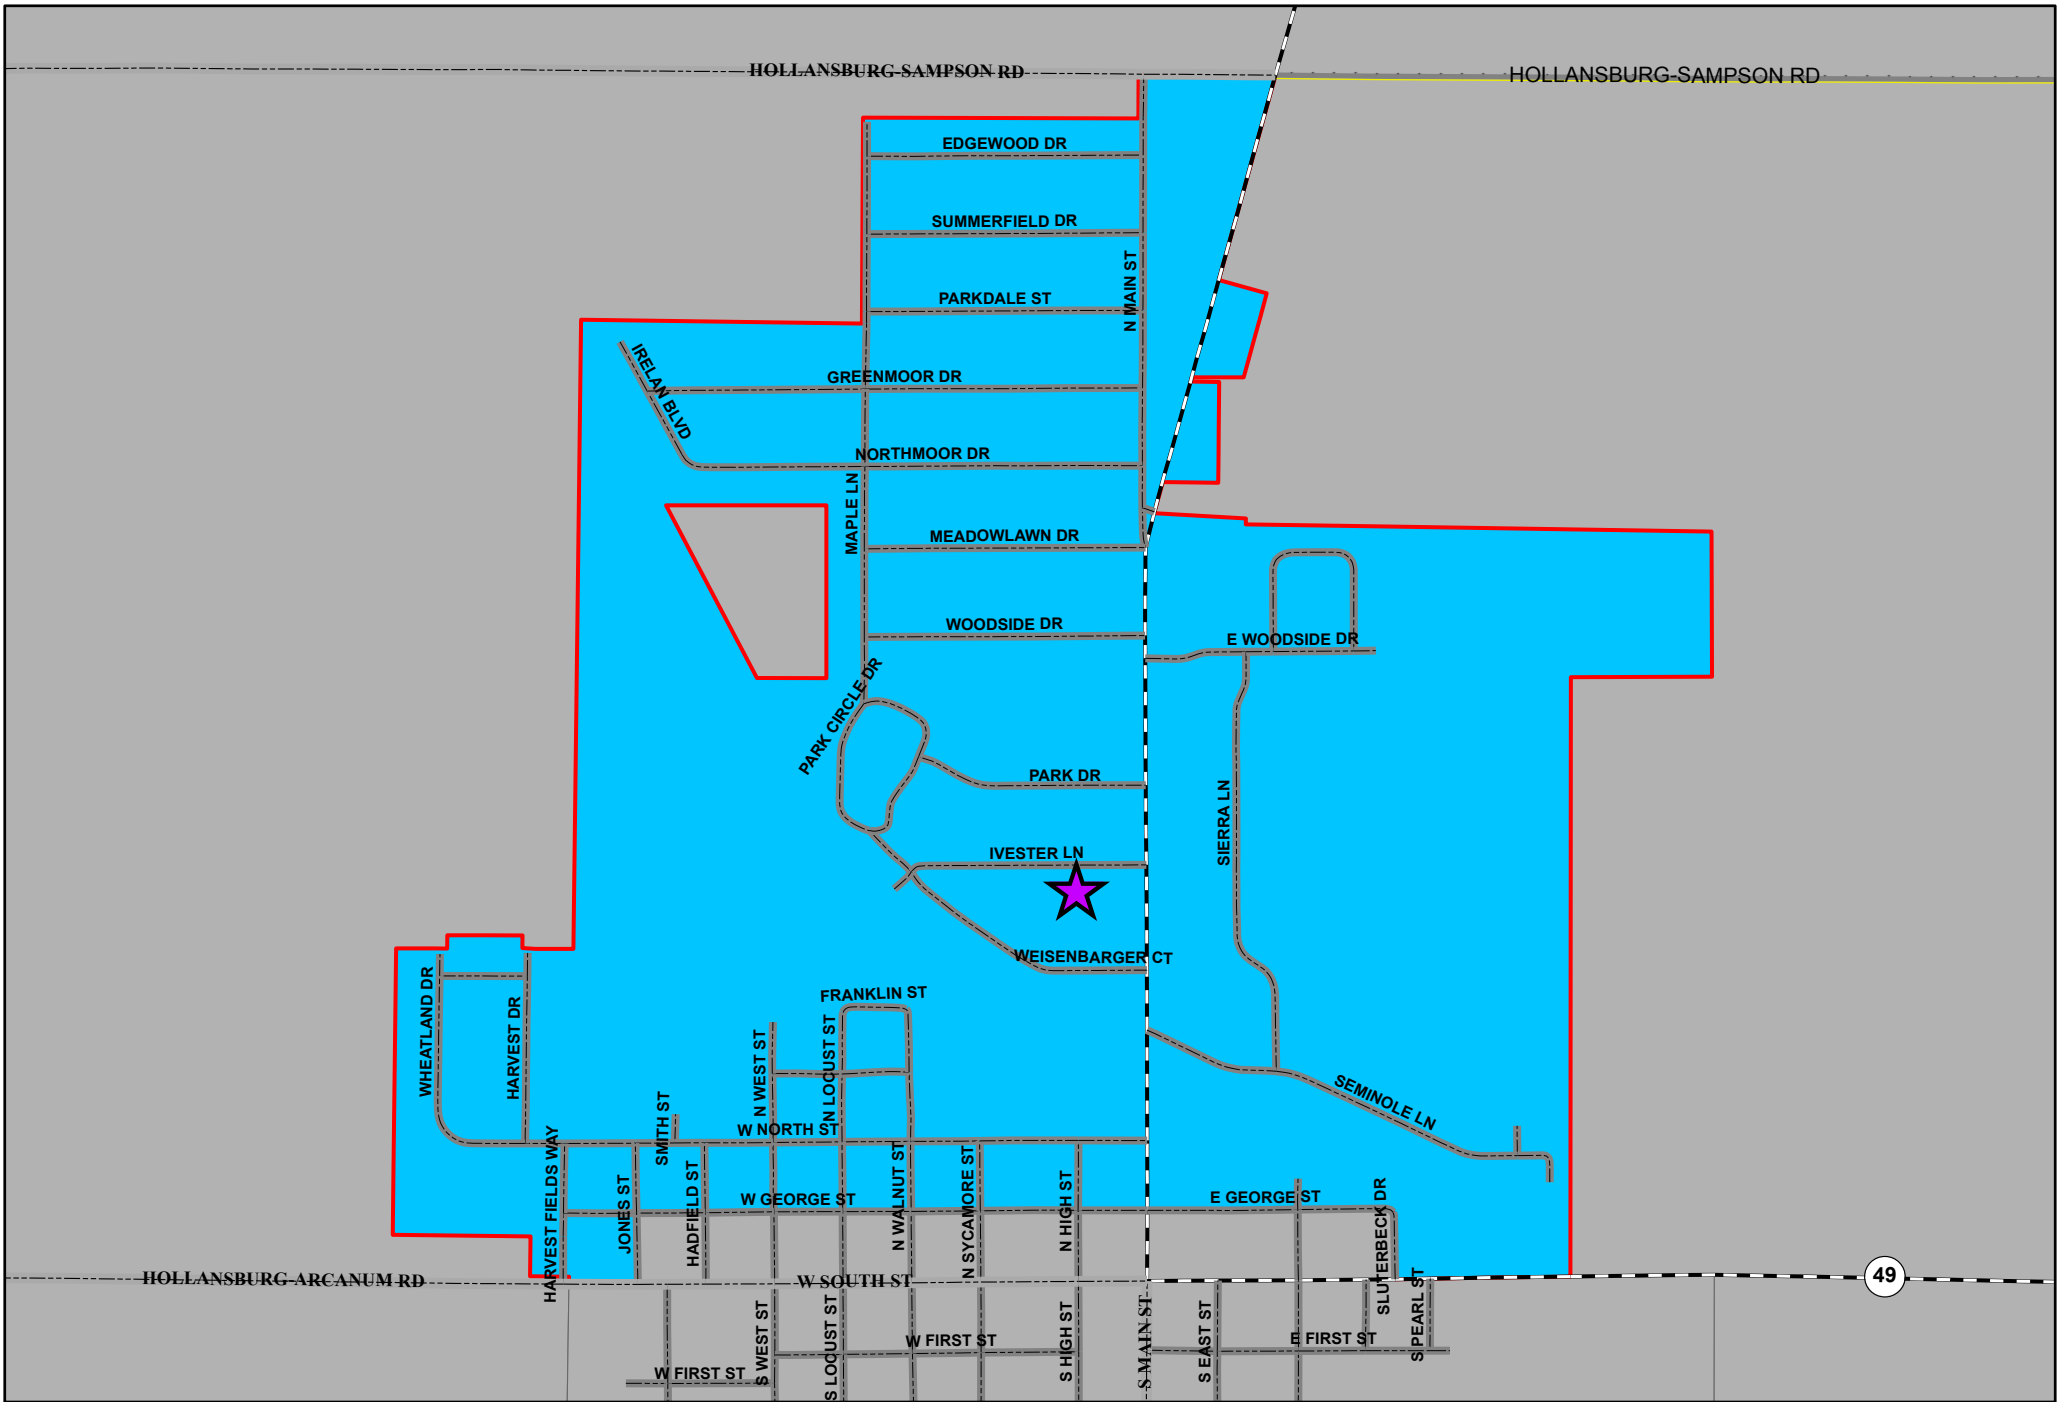 HOLLANSBURG-SAMPSON RD
HOLLANSBURG-SAMPSON RD
EDGEWOOD DR
SUMMERFIELD DR
N MAIN ST
PARKDALE ST
IRELAN BLVD
GREENMOOR DR
NORTHMOOR DR
MAPLE LN
MEADOWLAWN DR
WOODSIDE DR
E WOODSIDE DR
PARK CIRCLE DR
PARK DR
SIERRA LN
IVESTER LN
WEISENBARGER CT
FRANKLIN ST
WHEATLAND DR
HARVEST DR
N WEST ST
N LOCUST ST
SEMINOLE LN
SMITH ST
W NORTH ST
HARVEST FIELDS WAY
JONES ST
HADFIELD ST
W GEORGE ST
N WALNUT ST
N SYCAMORE ST
N HIGH ST
E GEORGE ST
SLUTERBECK DR
HOLLANSBURG-ARCANUM RD
W SOUTH ST
49
S WEST ST
S LOCUST ST
W FIRST ST
S HIGH ST
S MAIN ST
S EAST ST
E FIRST ST
S PEARL ST
W FIRST ST